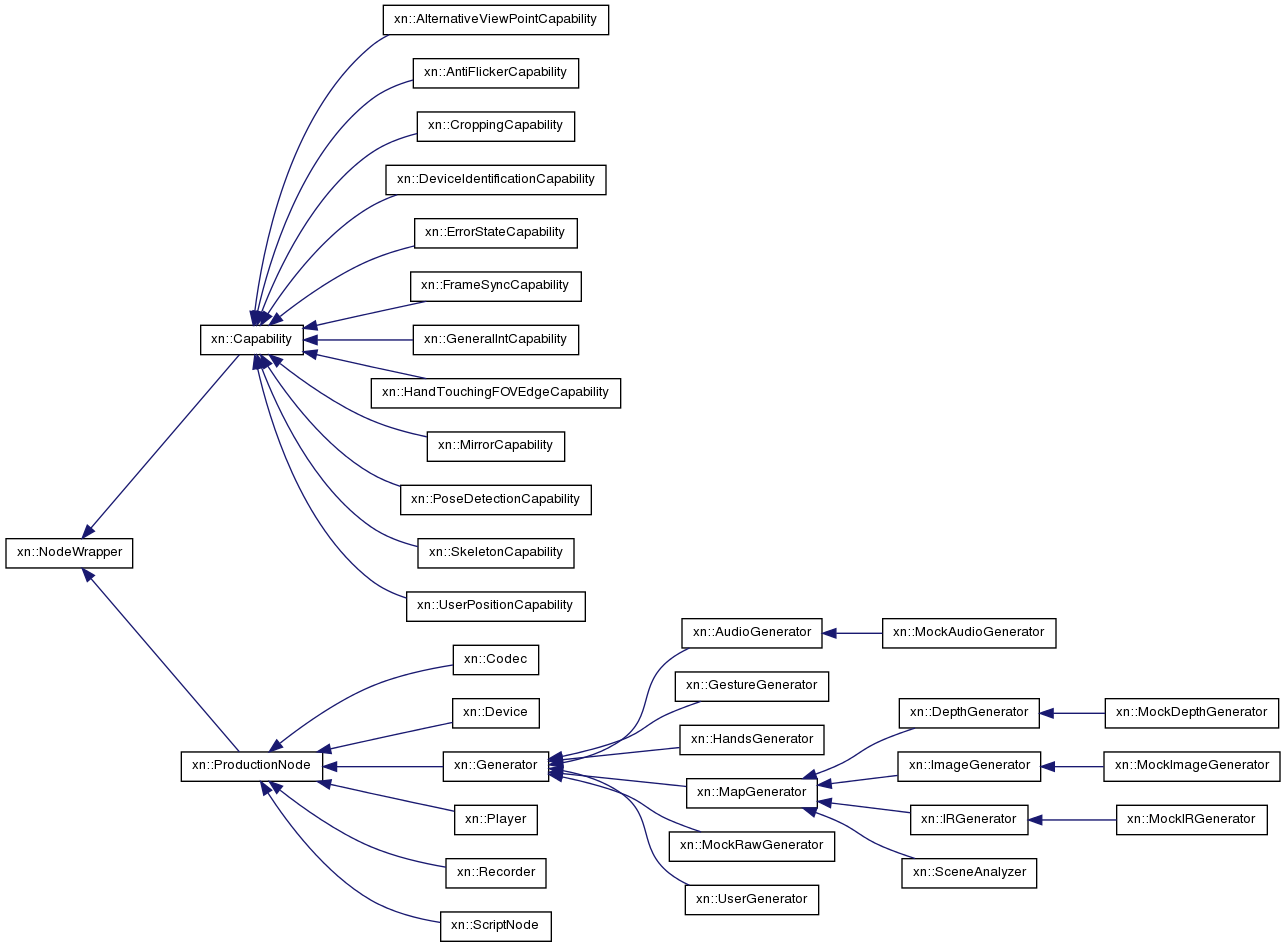 xn::AlternativeViewPointCapability
xn::AntiFlickerCapability
xn::CroppingCapability
xn::DeviceIdentificationCapability
xn::ErrorStateCapability
xn::FrameSyncCapability
xn::Capability
xn::GeneralIntCapability
xn::HandTouchingFOVEdgeCapability
xn::MirrorCapability
xn::PoseDetectionCapability
xn::NodeWrapper
xn::SkeletonCapability
xn::UserPositionCapability
xn::AudioGenerator
xn::MockAudioGenerator
xn::Codec
xn::GestureGenerator
xn::Device
xn::DepthGenerator
xn::MockDepthGenerator
xn::HandsGenerator
xn::ProductionNode
xn::Generator
xn::ImageGenerator
xn::MockImageGenerator
xn::MapGenerator
xn::Player
xn::IRGenerator
xn::MockIRGenerator
xn::MockRawGenerator
xn::Recorder
xn::SceneAnalyzer
xn::UserGenerator
xn::ScriptNode